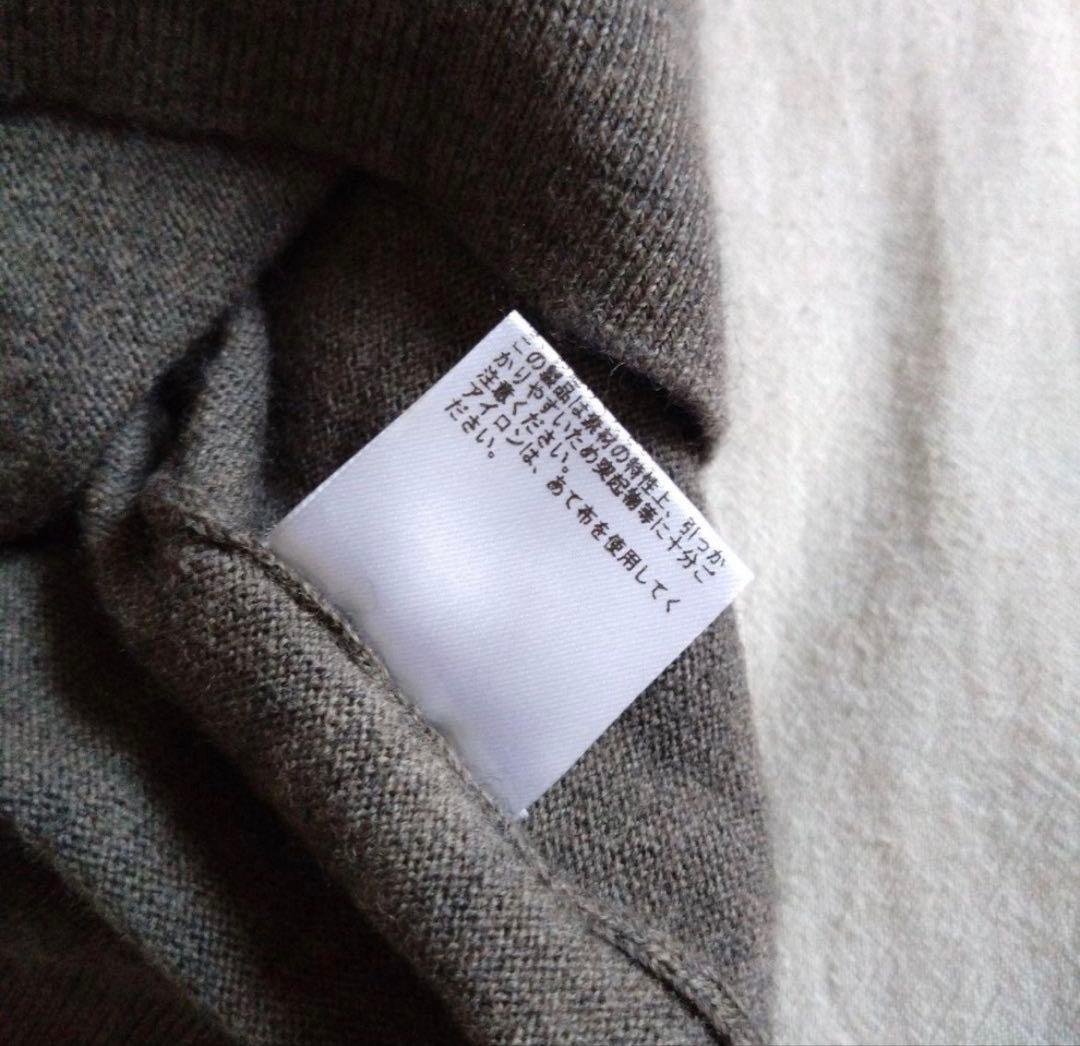 この製品は素材の特性上、引っか
かりやすいため突起物等に十分ご
注意ください。
アイロンは、あて布を使用してく
ださい。